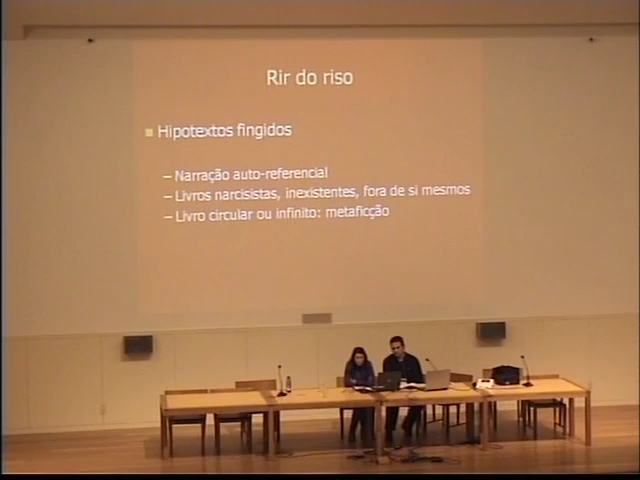 Rir do riso
Hipotextos fingidos
– Narração auto-referencial
– Livros narcisistas, inexistentes, fora de si mesmos
– Livro circular ou infinito: metaficção